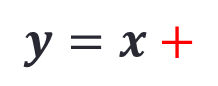 y = x +